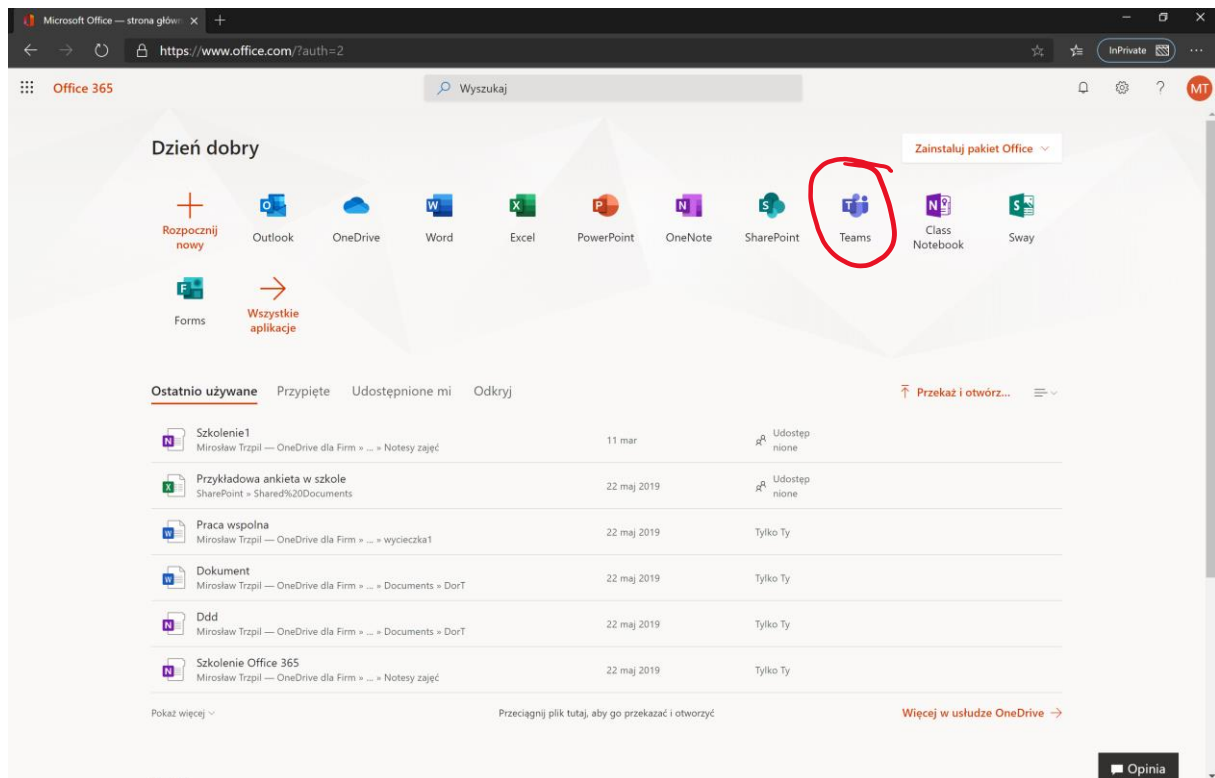 Microsoft Office — strona główn
https://www.office.com/?auth=2
InPrivate
Office 365
Wyszukaj
MT
Dzień dobry
Zainstaluj pakiet Office
Rozpocznij nowy
Outlook
OneDrive
Word
Excel
PowerPoint
OneNote
SharePoint
Teams
Class Notebook
Sway
Forms
Wszystkie aplikacje
Ostatnio używane Przypięte Udostępnione mi Odkryj
Przekaż i otwórz...
Szkolenie1
Mirosław Trzpil — OneDrive dla Firm » ... » Notesy zajęć
11 mar
Udostęp
nione
Przykładowa ankieta w szkole
SharePoint » Shared%20Documents
22 maj 2019
Udostęp
nione
Praca wspolna
Mirosław Trzpil — OneDrive dla Firm » ... » wycieczka1
22 maj 2019
Tylko Ty
Dokument
Mirosław Trzpil — OneDrive dla Firm » ... » Documents » DorT
22 maj 2019
Tylko Ty
Ddd
Mirosław Trzpil — OneDrive dla Firm » ... » Documents » DorT
22 maj 2019
Tylko Ty
Szkolenie Office 365
Mirosław Trzpil — OneDrive dla Firm » ... » Notesy zajęć
22 maj 2019
Tylko Ty
Pokaż więcej
Przeciągnij plik tutaj, aby go przekazać i otworzyć
Więcej w usłudze OneDrive
Opinia